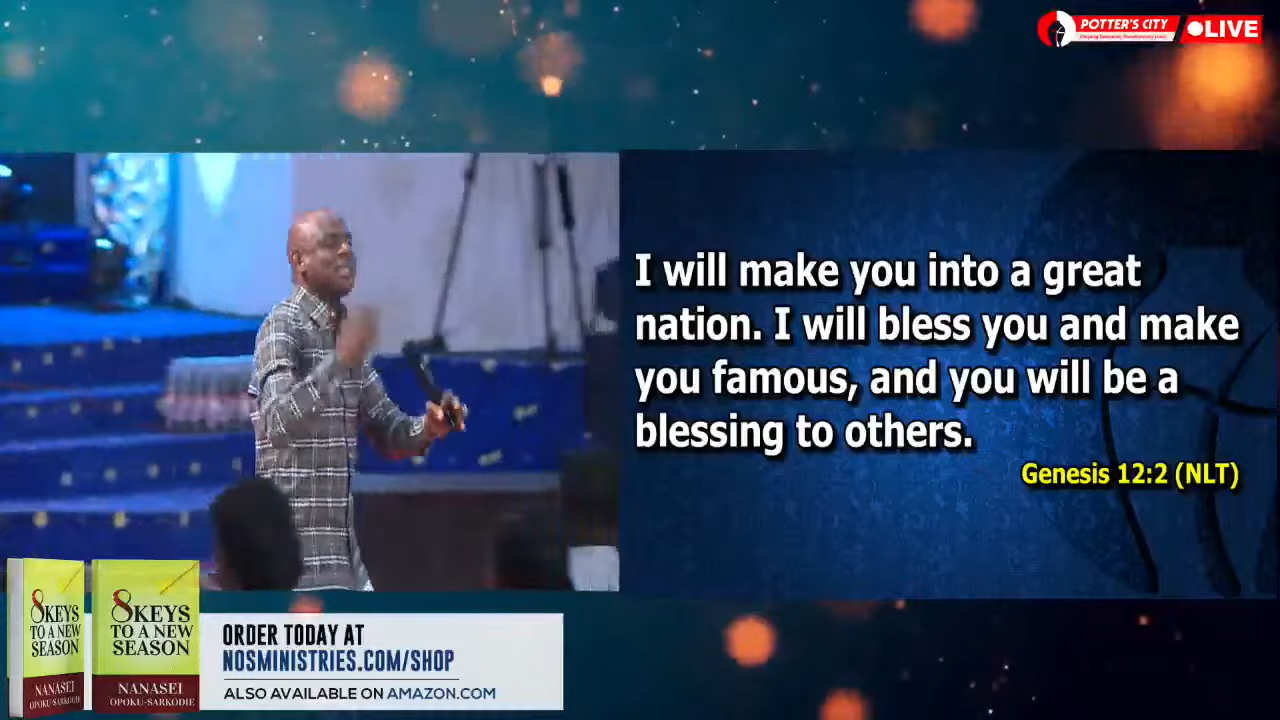 POTTER'S CITY
LIVE
I will make you into a great
nation. I will bless you and make
you famous, and you will be a
blessing to others.
Genesis 12:2 (NLT)
8 KEYS
TO A NEW
SEASON
NANASEI
OPOKU-SARKODIE
8 KEYS
TO A NEW
SEASON
NANASEI
OPOKU-SARKODIE
ORDER TODAY AT
NOSMINISTRIES.COM/SHOP
ALSO AVAILABLE ON AMAZON.COM